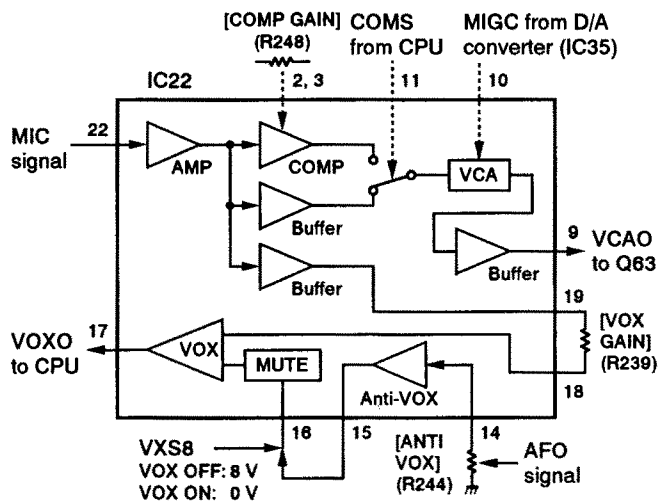 [COMP GAIN]
(R248)
COMS
from CPU
MIGC from D/A
converter (IC35)
IC22
2, 3
11
10
MIC
signal
22
AMP
COMP
VCA
Buffer
Buffer
Buffer
9
VCAO
to Q63
19
[VOX
GAIN]
(R239)
18
VOXO
to CPU
17
VOX
MUTE
Anti-VOX
16
15
14
VXS8
VOX OFF: 8 V
VOX ON: 0 V
[ANTI
VOX]
(R244)
AFO
signal